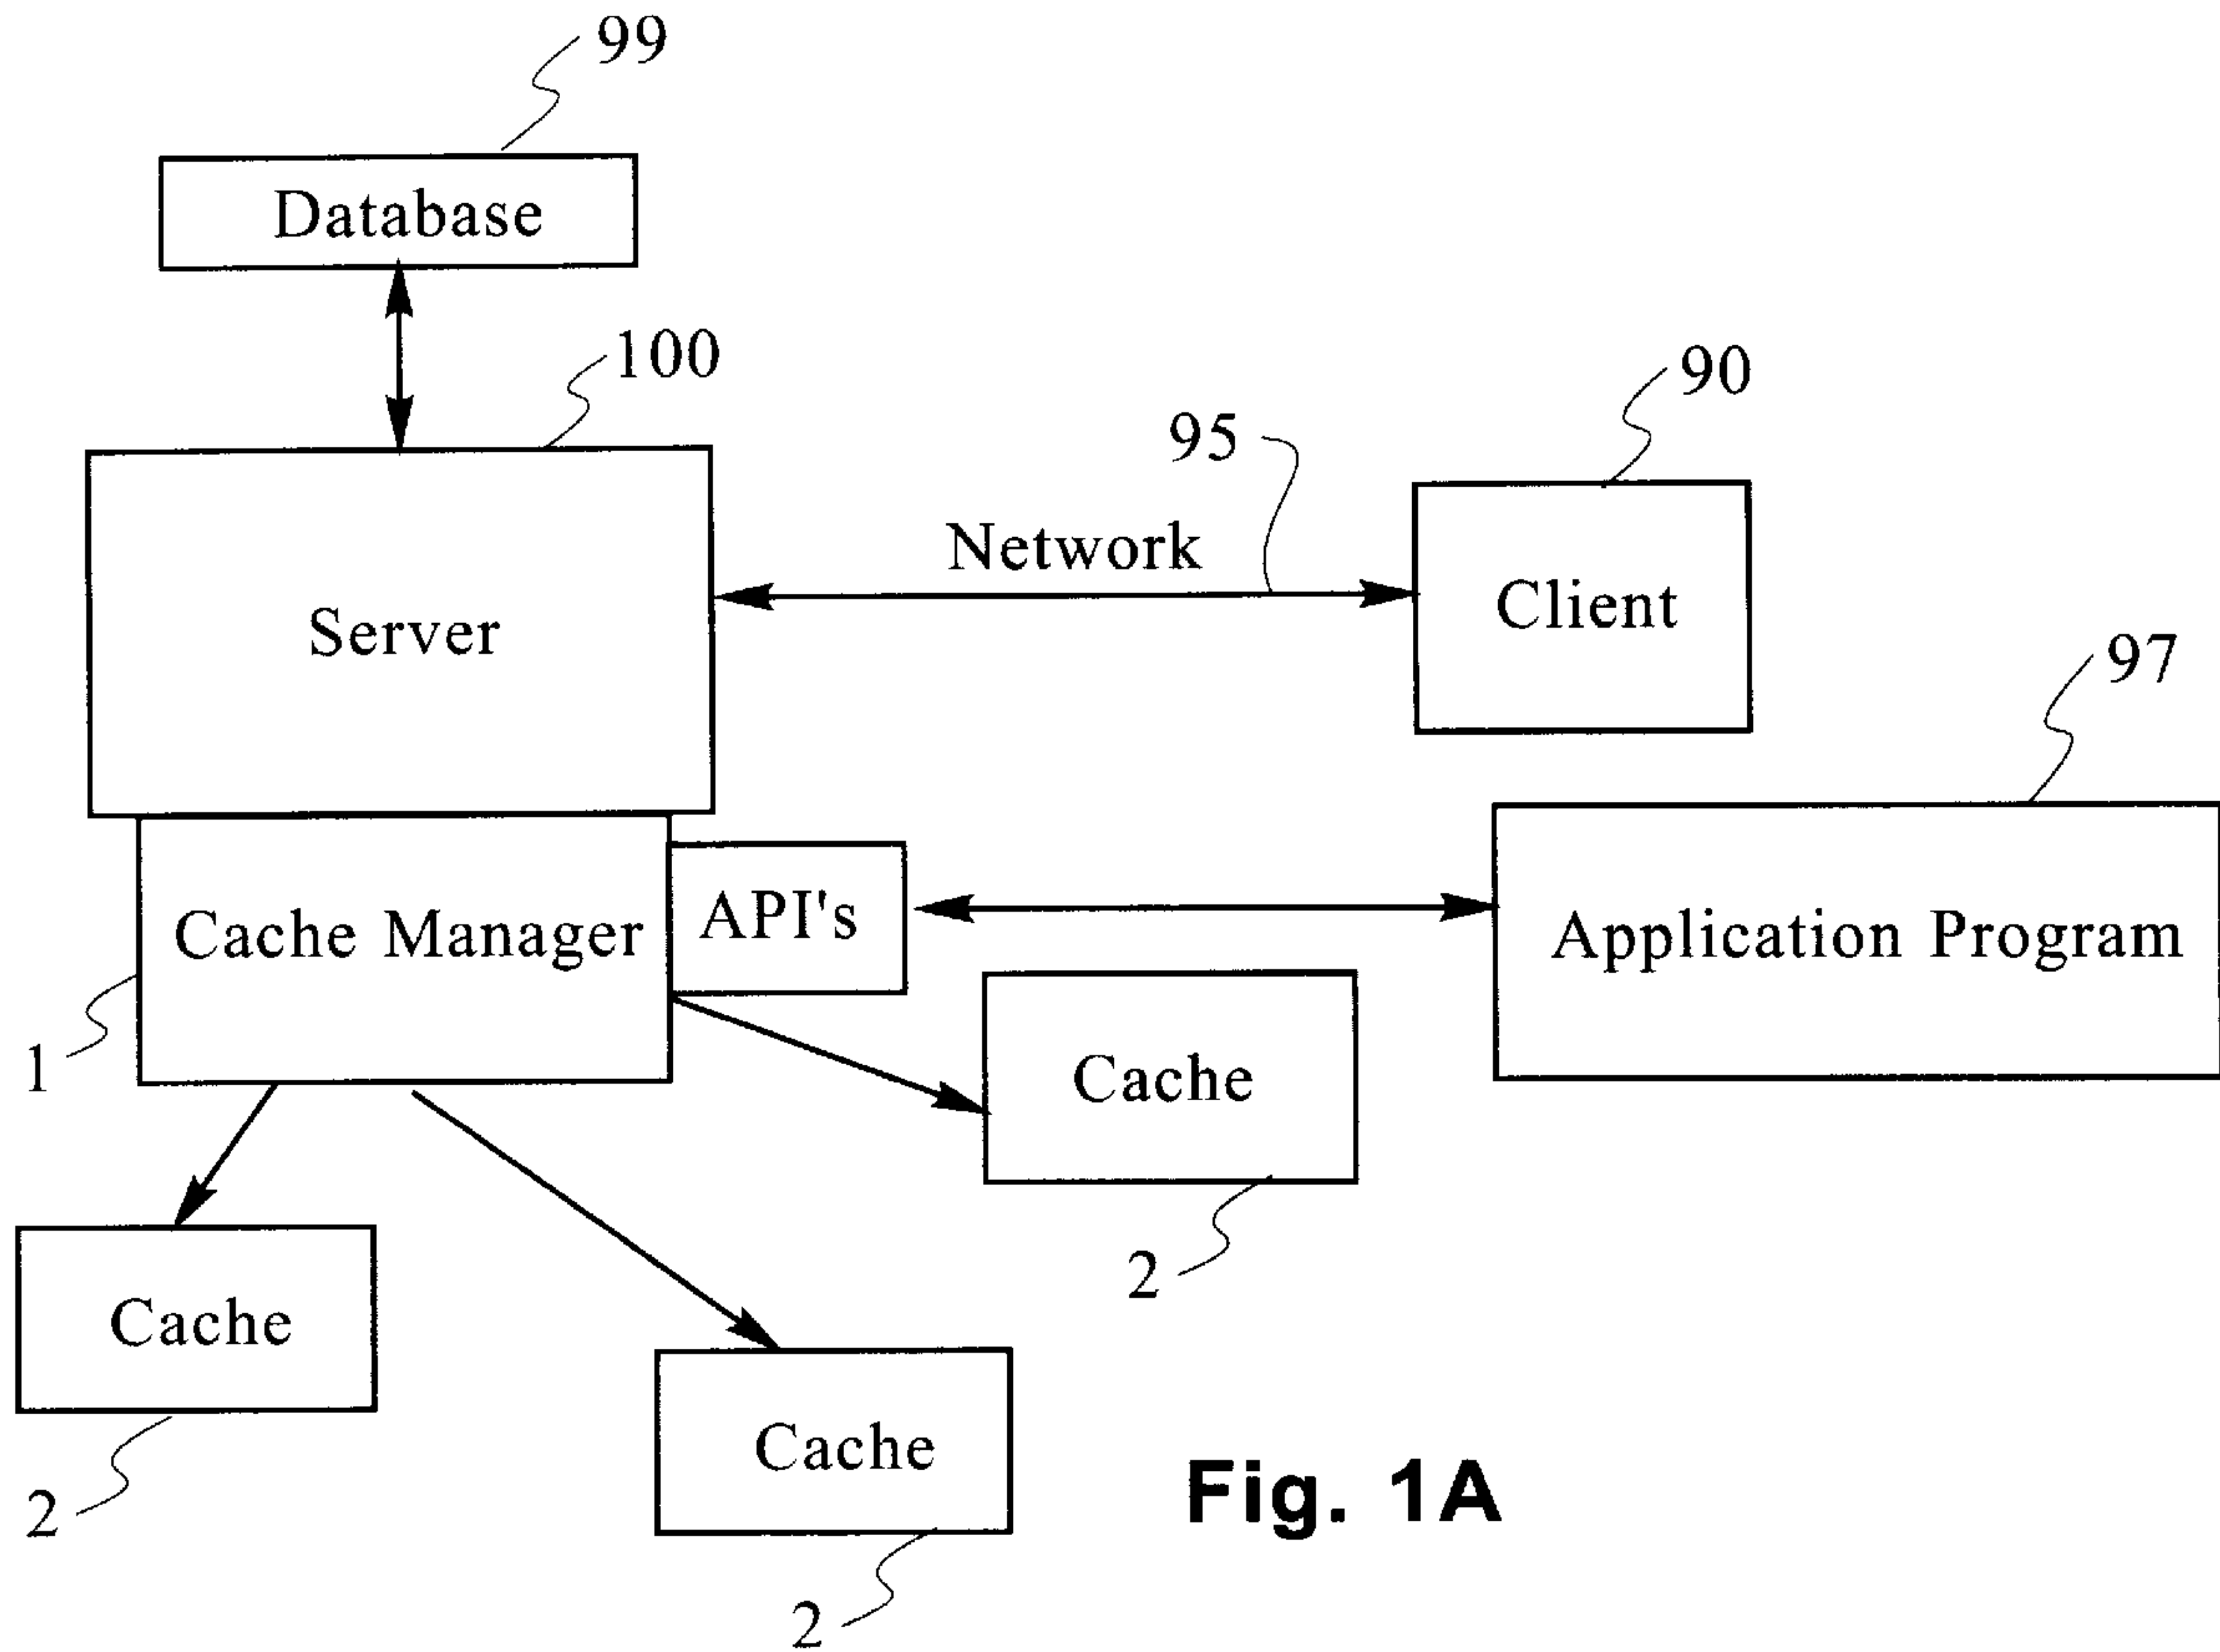 99
Database
100
90
95
Network
Client
Server
97
API's
Cache Manager
Application Program
1
Cache
2
Cache
2
Cache
2
Fig. 1A